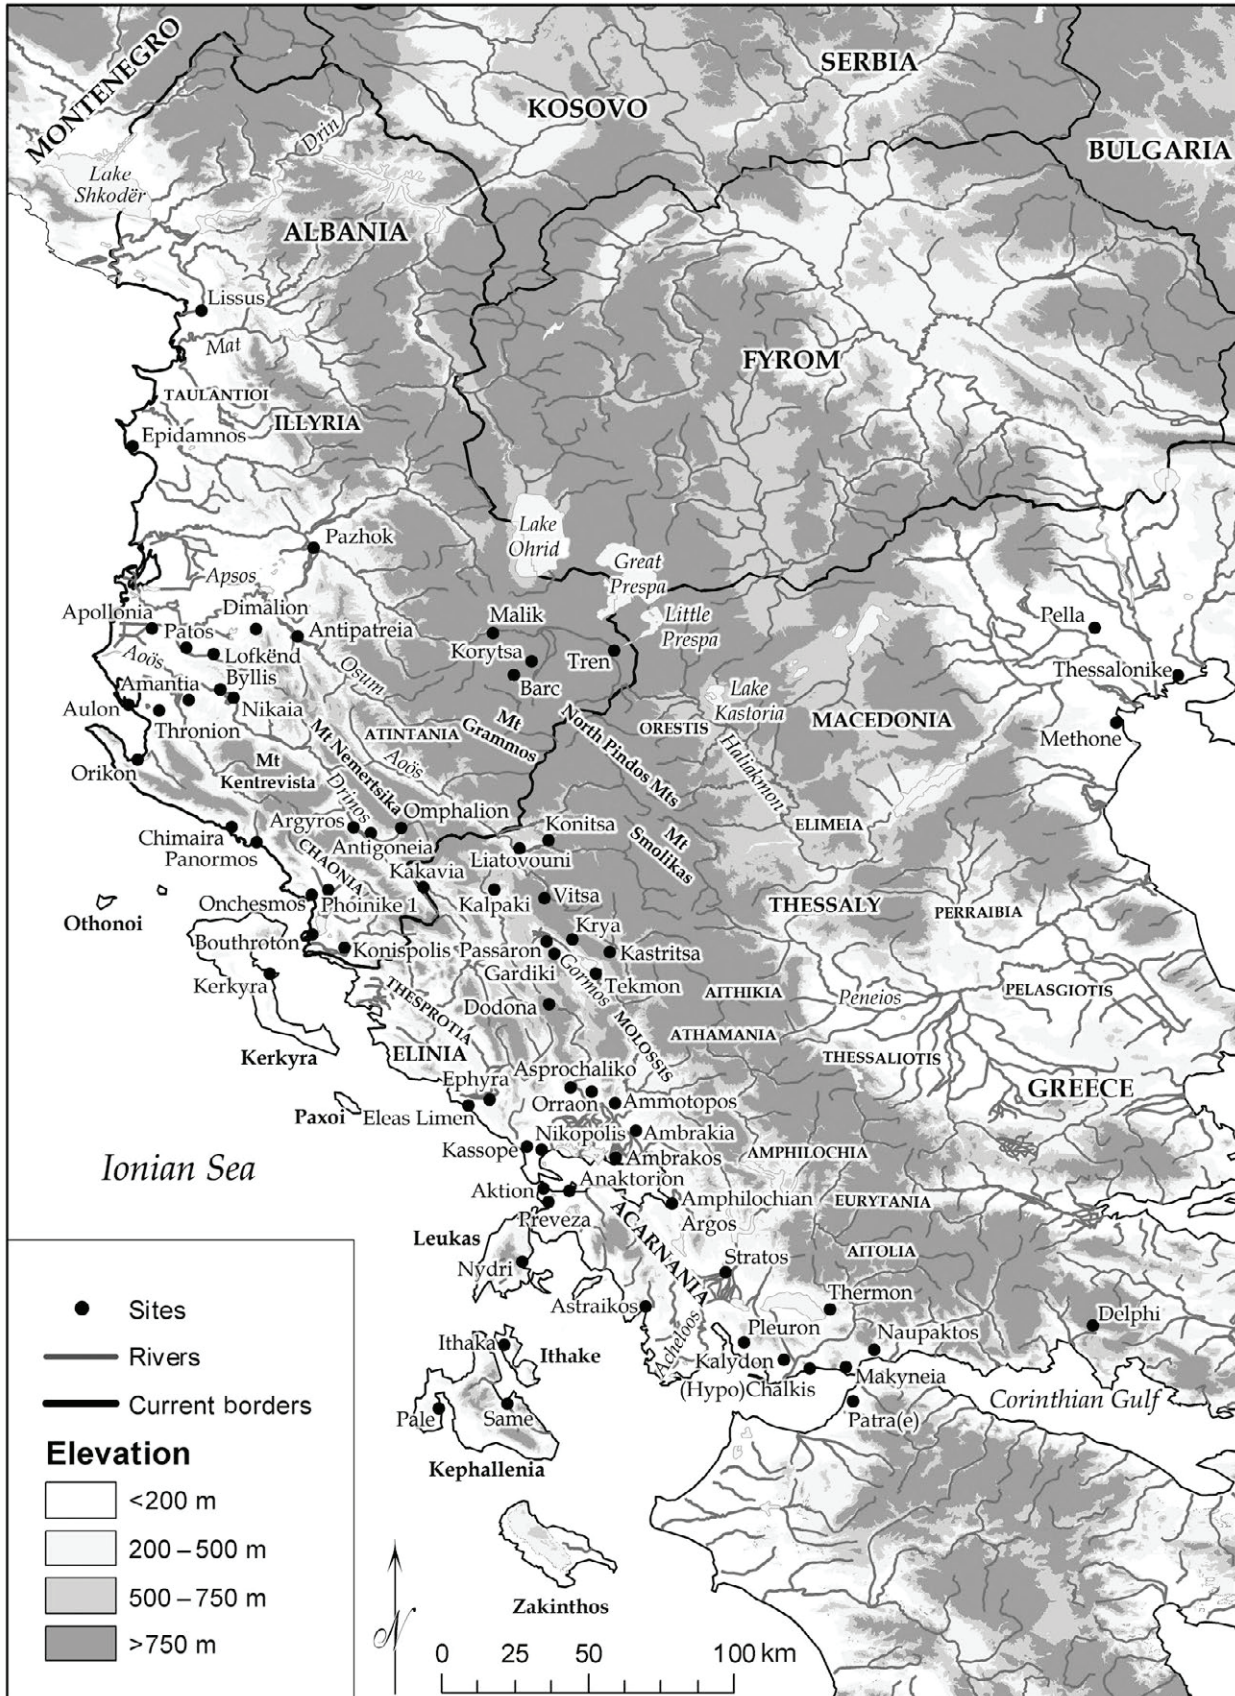 MONTENEGRO
SERBIA
KOSOVO
BULGARIA
Drin
Lake
Shkodër
ALBANIA
Lissus
Mat
FYROM
TAULANTIOI
ILLYRIA
Epidamnos
Lake
Ohrid
Pazhok
Great
Prespa
Apsos
Apollonia
Dimalion
Malik
Little
Prespa
Pella
Patos
Antipatreia
Korytsa
Tren
Aoös
Lofkënd
Osum
Thessalonike
Byllis
Barc
Lake
Kastoria
Amantia
Aulon
Nikaia
Mt
Grammos
North Pindos Mts
ORESTIS
MACEDONIA
Thronion
ATINTANIA
Methone
Mt Nemertsika
Aoös
Haliakmon
Orikon
Mt
Kentrevista
Drinos
Argyros
Omphalion
Konitsa
Mt
Smolikas
ELIMEIA
Chimaira
Antigoneia
Panormos
Liatovouni
CHAONIA
Kakavia
Onchesmos
Phoinike 1
Kalpaki
Vitsa
THESSALY
PERRAIBIA
Othonoi
Krya
Bouthroton
Konispolis
Passaron
Kastritsa
Kerkyra
Gardiki
Gormos
Tekmon
AITHIKIA
Peneios
PELASGIOTIS
THESPROTIA
Dodona
MOLOSSIS
ATHAMANIA
Kerkyra
ELINIA
THESSALIOTIS
Asprochaliko
Ephyra
GREECE
Paxoi
Eleas Limen
Orraon
Ammotopos
Nikopolis
Ambrakia
Ionian Sea
Kassope
Ambrakos
AMPHILOCHIA
Aktion
Anaktorion
Amphilochian
Argos
EURYTANIA
Preveza
ACARNANIA
Leukas
AITOLIA
Nydri
Stratos
Astraikos
Thermon
Delphi
Acheloos
Pleuron
Naupaktos
Ithaka
Ithake
Kalydon
Makyneia
(Hypo)Chalkis
Corinthian Gulf
Pale
Same
Patra(e)
Kephallenia
Zakinthos
Sites
Rivers
Current borders
Elevation
<200 m
200 – 500 m
500 – 750 m
>750 m
N
0 25 50 100 km